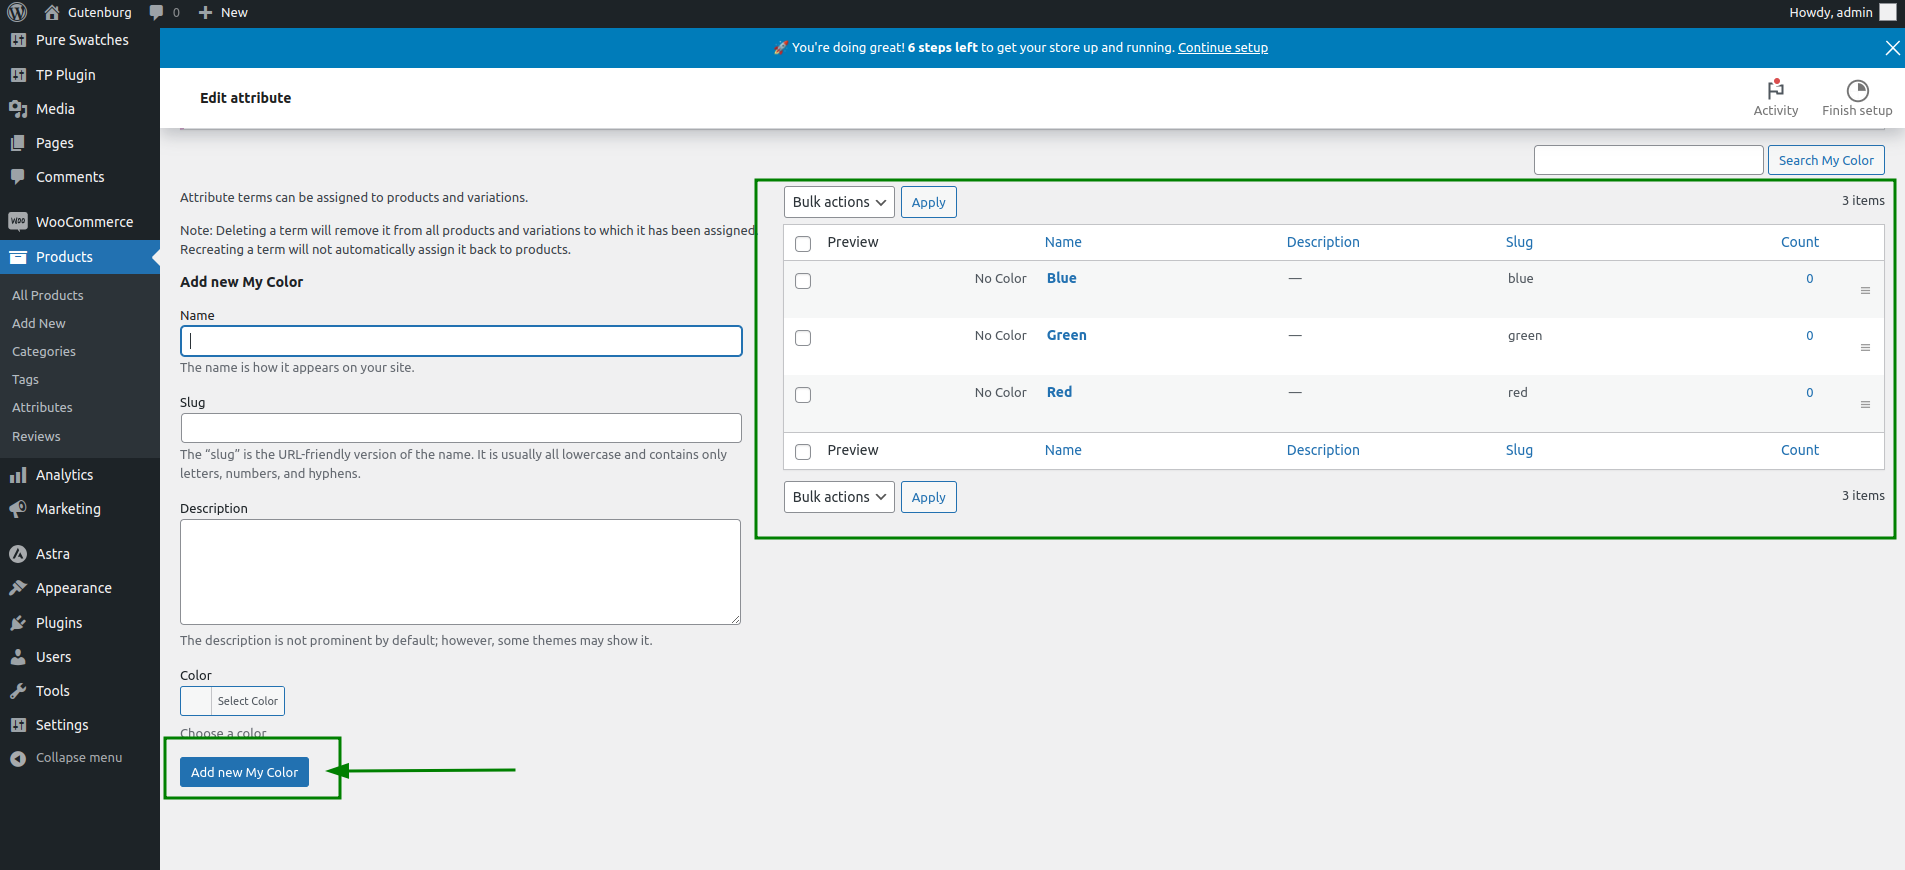 Gutenburg 0 New Howdy, admin
Pure Swatches
TP Plugin
Media
Pages
Comments
WooCommerce
Products
All Products
Add New
Categories
Tags
Attributes
Reviews
Analytics
Marketing
Astra
Appearance
Plugins
Users
Tools
Settings
Collapse menu
🚀 You're doing great! 6 steps left to get your store up and running. Continue setup
Edit attribute
Activity Finish setup
Search My Color
Attribute terms can be assigned to products and variations.
Note: Deleting a term will remove it from all products and variations to which it has been assigned.
Recreating a term will not automatically assign it back to products.
Add new My Color
Name
The name is how it appears on your site.
Slug
The “slug” is the URL-friendly version of the name. It is usually all lowercase and contains only
letters, numbers, and hyphens.
Description
The description is not prominent by default; however, some themes may show it.
Color
Select Color
Choose a color
Add new My Color
Bulk actions Apply 3 items
Preview Name Description Slug Count
No Color Blue — blue 0
No Color Green — green 0
No Color Red — red 0
Preview Name Description Slug Count
Bulk actions Apply 3 items